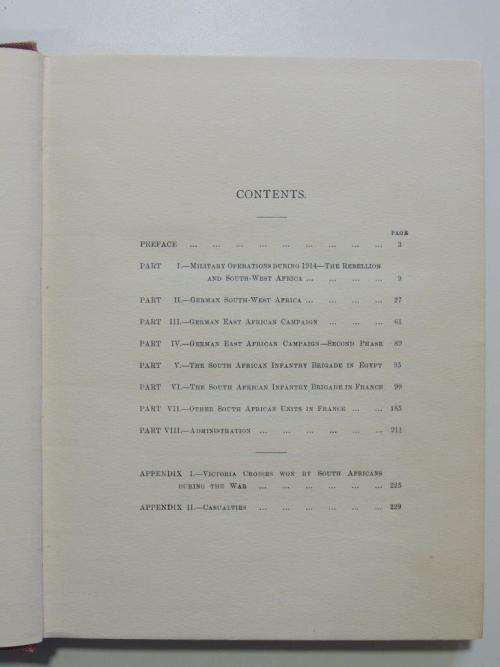 CONTENTS.
PAGE
PREFACE ... ... ... ... ... ... ... ... ... 3
PART I.—Military Operations during 1914—The Rebellion
and South-West Africa ... ... ... ... 9
PART II.—German South-West Africa ... ... ... ... 27
PART III.—German East African Campaign ... ... ... 61
PART IV.—German East African Campaign—Second Phase 89
PART V.—The South African Infantry Brigade in Egypt 95
PART VI.—The South African Infantry Brigade in France 99
PART VII.—Other South African Units in France ... ... 185
PART VIII.—Administration ... ... ... ... ... ... 211
APPENDIX I.—Victoria Crosses won by South Africans
during the War ... ... ... ... ... ... 225
APPENDIX II.—Casualties ... ... ... ... ... ... 229